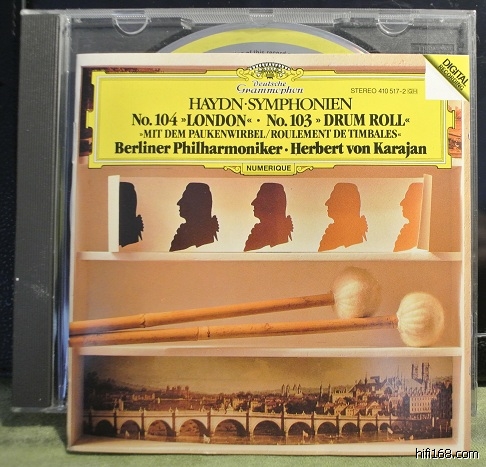 Deutsche
Grammophon
STEREO 410 517-2 GH
DIGITAL
RECORDING
HAYDN·SYMPHONIEN
No. 104 »LONDON« · No. 103 »DRUM ROLL«
»MIT DEM PAUKENWIRBEL/ROULEMENT DE TIMBALES«
Berliner Philharmoniker · Herbert von Karajan
NUMERIQUE
hifi168.com